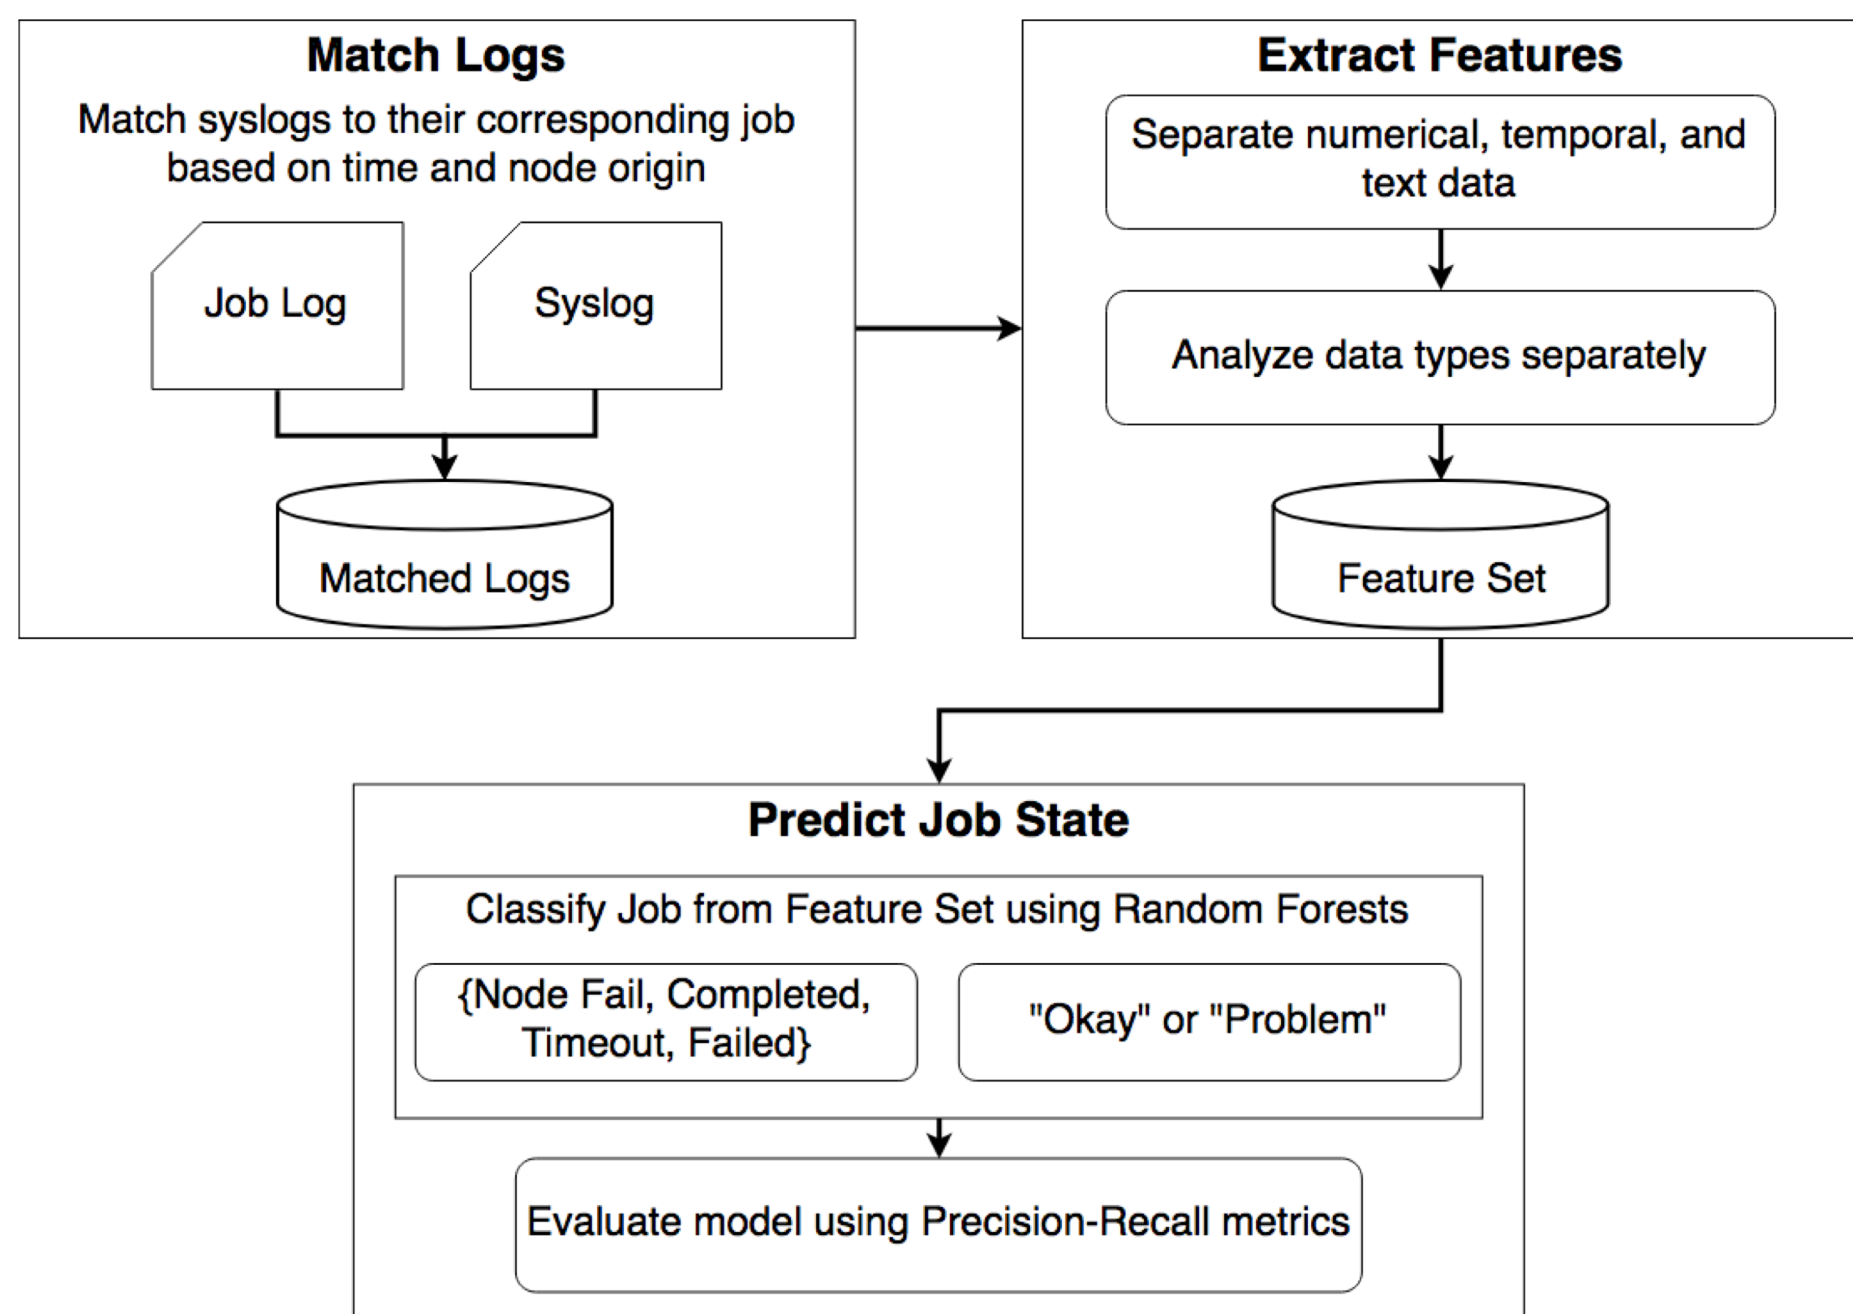 Match Logs
Match syslogs to their corresponding job
based on time and node origin
Job Log
Syslog
Matched Logs
Extract Features
Separate numerical, temporal, and
text data
Analyze data types separately
Feature Set
Predict Job State
Classify Job from Feature Set using Random Forests
{Node Fail, Completed,
Timeout, Failed}
"Okay" or "Problem"
Evaluate model using Precision-Recall metrics